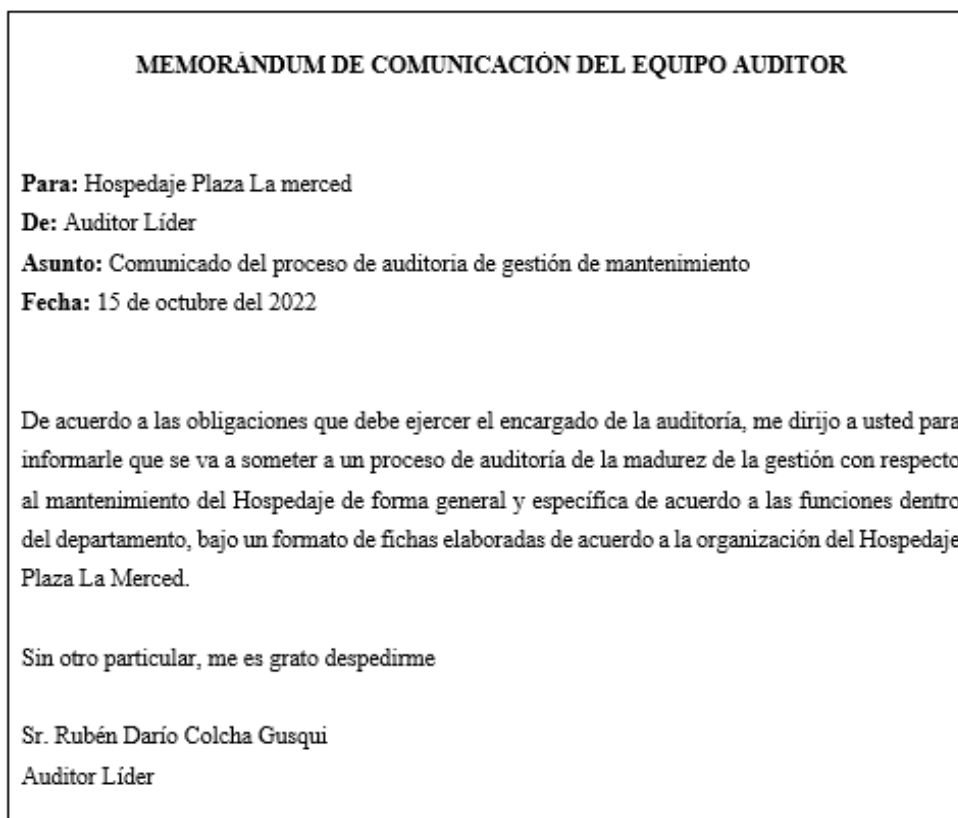 MEMORÁNDUM DE COMUNICACIÓN DEL EQUIPO AUDITOR
Para: Hospedaje Plaza La merced
De: Auditor Líder
Asunto: Comunicado del proceso de auditoria de gestión de mantenimiento
Fecha: 15 de octubre del 2022
De acuerdo a las obligaciones que debe ejercer el encargado de la auditoría, me dirijo a usted para
informarle que se va a someter a un proceso de auditoría de la madurez de la gestión con respecto
al mantenimiento del Hospedaje de forma general y específica de acuerdo a las funciones dentro
del departamento, bajo un formato de fichas elaboradas de acuerdo a la organización del Hospedaje
Plaza La Merced.
Sin otro particular, me es grato despedirme
Sr. Rubén Darío Colcha Gusqui
Auditor Líder